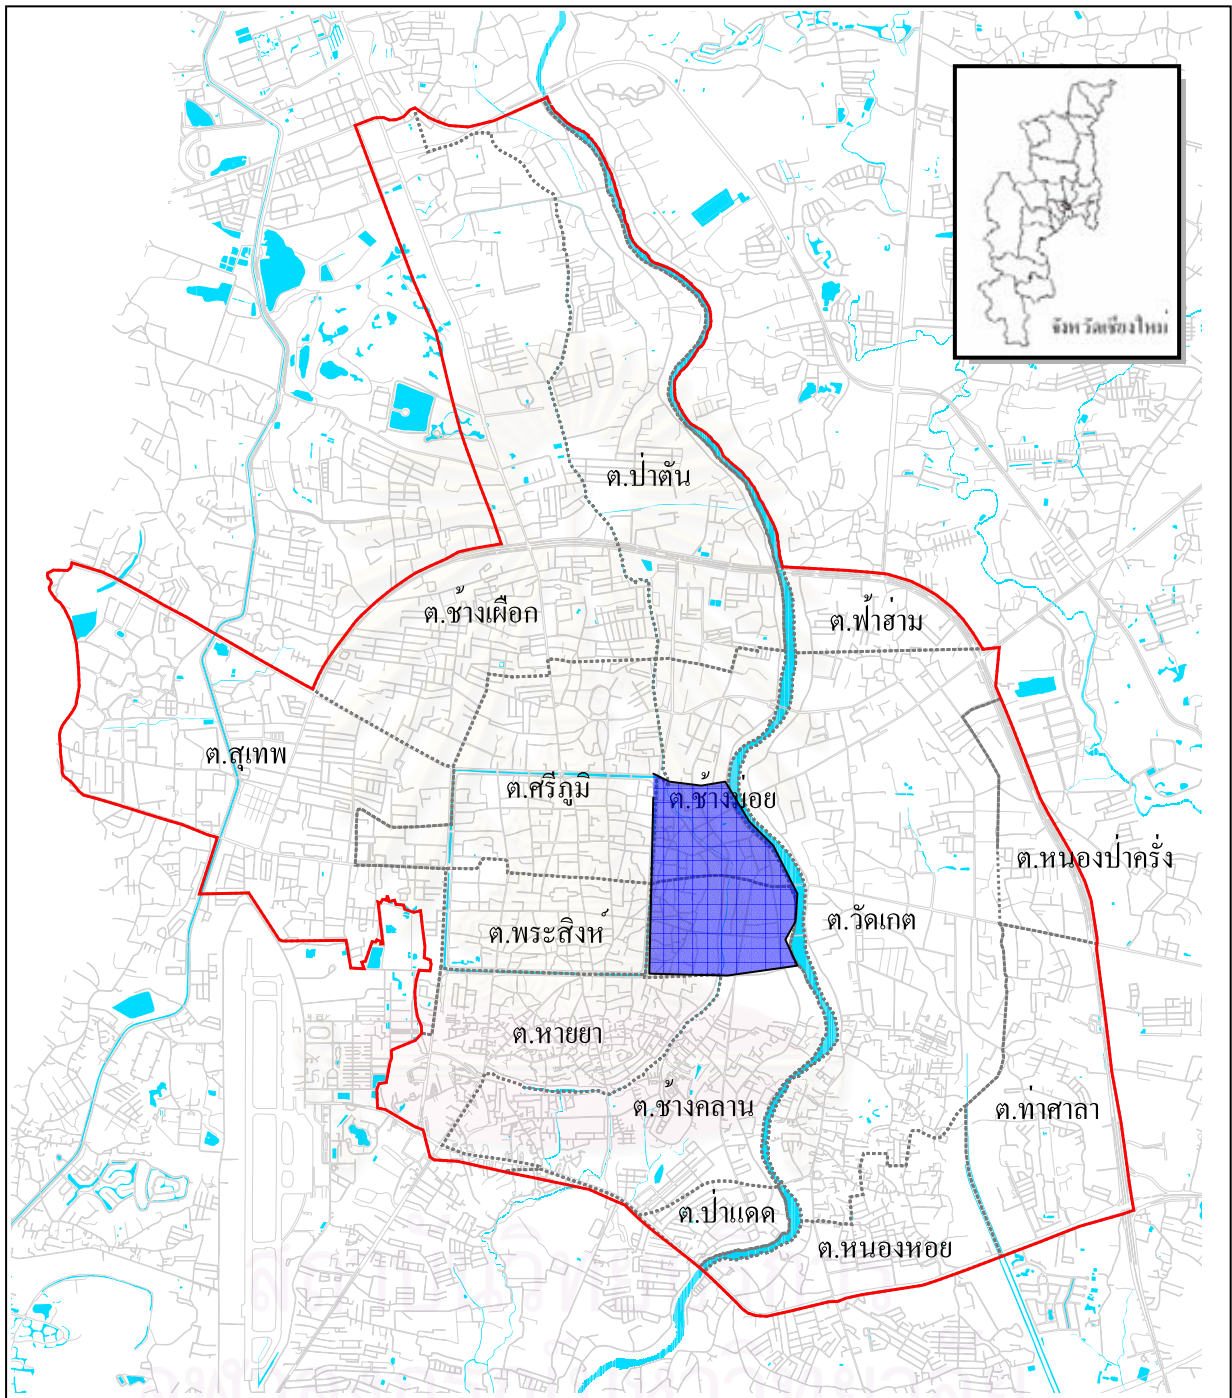 จังหวัดเชียงใหม่
ต.ป่าตัน
ต.ช้างเผือก
ต.ฟ้าฮ่าม
ต.สุเทพ
ต.ศรีภูมิ
ต.ช้างม่อย
ต.หนองป่าครั่ง
ต.พระสิงห์
ต.วัดเกต
ต.หายยา
ต.ช้างคลาน
ต.ท่าศาลา
ต.ป่าแดด
ต.หนองหอย